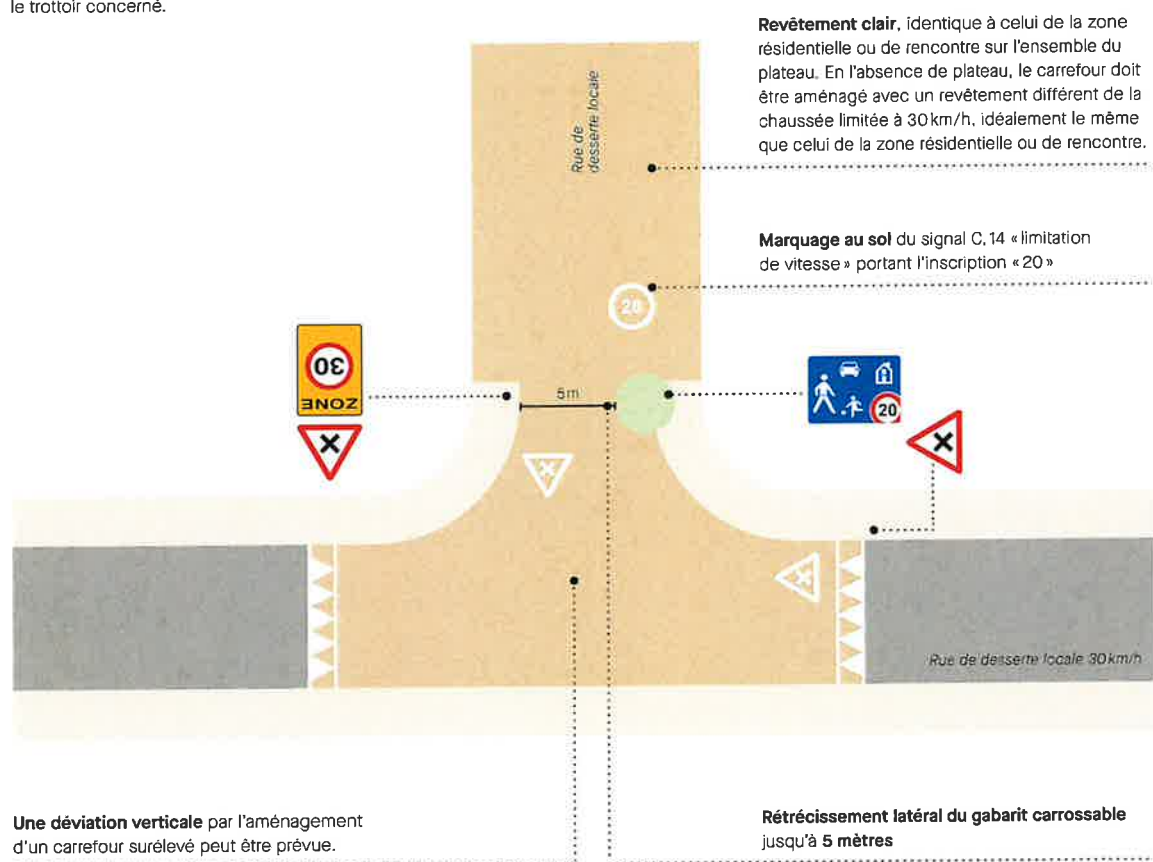 le trottoir concerné.
Revêtement clair, identique à celui de la zone
résidentielle ou de rencontre sur l'ensemble du
plateau. En l'absence de plateau, le carrefour doit
être aménagé avec un revêtement différent de la
chaussée limitée à 30 km/h, idéalement le même
que celui de la zone résidentielle ou de rencontre.
Rue de
desserte locale
Marquage au sol du signal C,14 « limitation
de vitesse » portant l'inscription « 20 »
20
30
ZONE
5 m
20
Rue de desserte locale 30 km/h
Une déviation verticale par l'aménagement
d'un carrefour surélevé peut être prévue.
Rétrécissement latéral du gabarit carrossable
jusqu'à 5 mètres